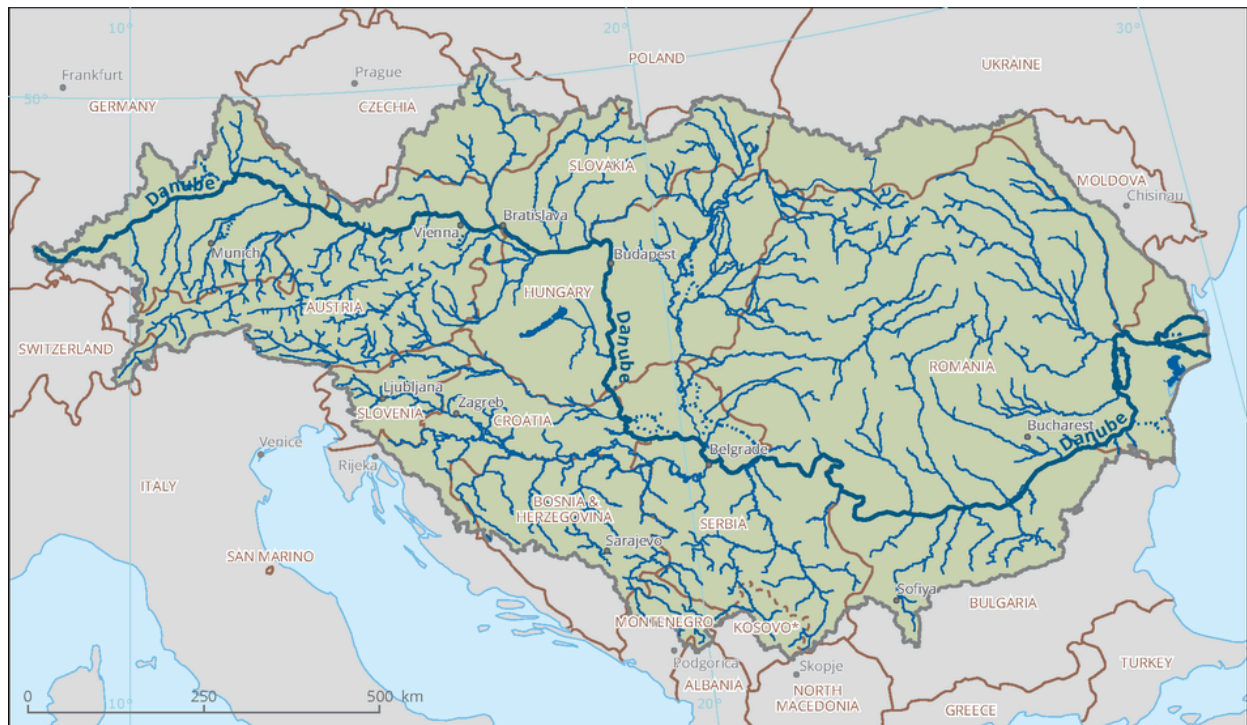 10°
20°
30°
POLAND
UKRAINE
Frankfurt
Prague
50°
GERMANY
CZECHIA
SLOVAKIA
MOLDOVA
Danube
Chisinau
Bratislava
Vienna
Munich
Budapest
HUNGARY
AUSTRIA
Danube
SWITZERLAND
ROMANIA
Ljubljana
Zagreb
SLOVENIA
CROATIA
Bucharest
Danube
Venice
Rijeka
Belgrade
ITALY
BOSNIA &
HERZEGOVINA
SERBIA
Sarajevo
SAN MARINO
Sofiya
BULGARIA
MONTENEGRO
KOSOVO*
Podgorica
Skopje
TURKEY
ALBANIA
NORTH
MACEDONIA
GREECE
0
250
500 km
10°
20°